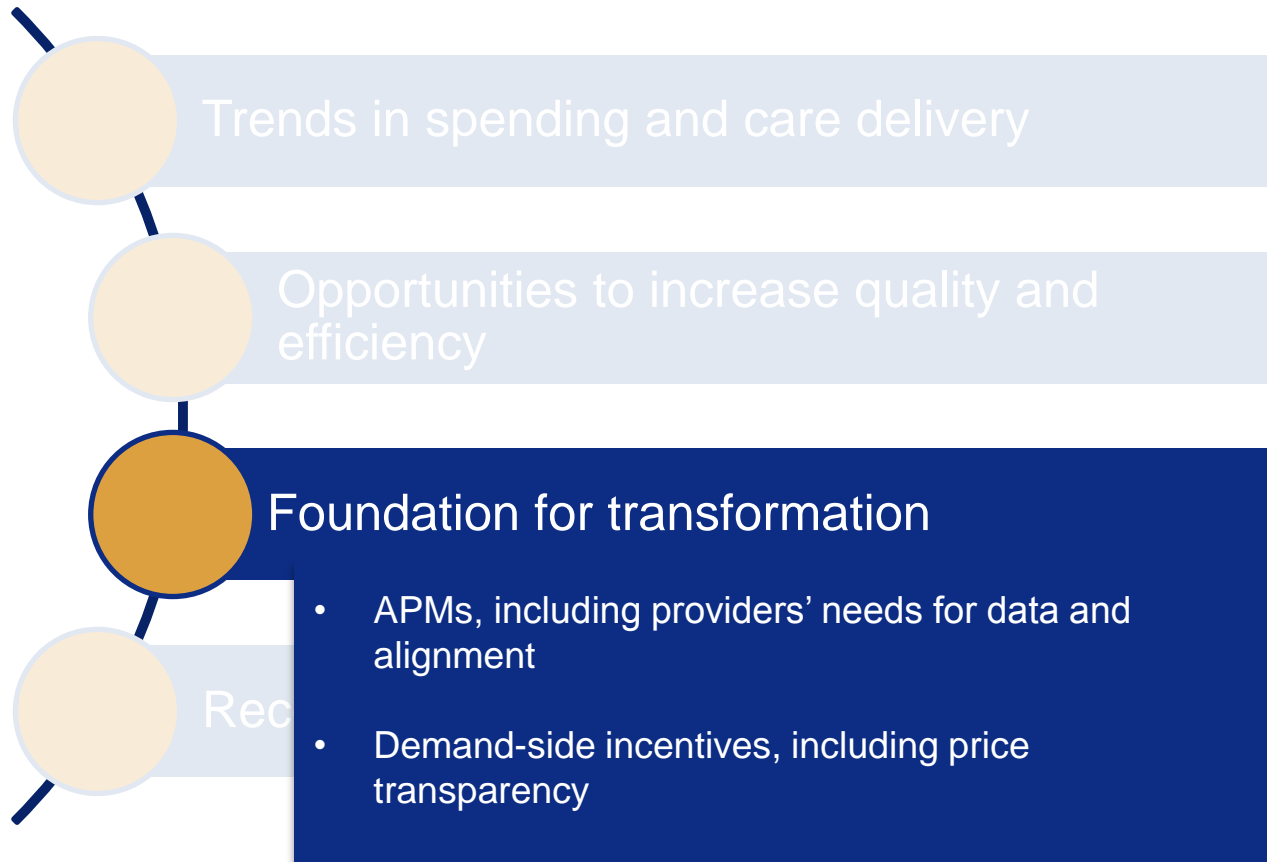 Trends in spending and care delivery
Opportunities to increase quality and
efficiency
Foundation for transformation
• APMs, including providers’ needs for data and
alignment
Rec
• Demand-side incentives, including price
transparency